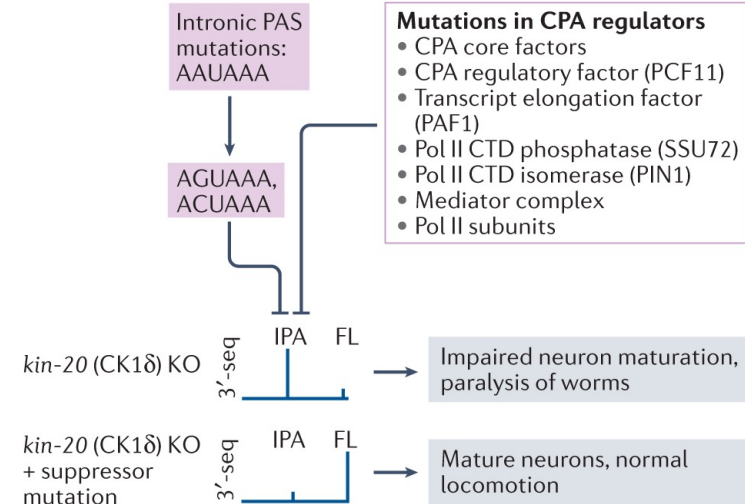 Intronic PAS
mutations:
AAUAAA
AGUAAA,
ACUAAA
Mutations in CPA regulators
• CPA core factors
• CPA regulatory factor (PCF11)
• Transcript elongation factor
(PAF1)
• Pol II CTD phosphatase (SSU72)
• Pol II CTD isomerase (PIN1)
• Mediator complex
• Pol II subunits
kin-20 (CK1δ) KO
3′-seq
IPA FL
Impaired neuron maturation,
paralysis of worms
kin-20 (CK1δ) KO
+ suppressor
mutation
3′-seq
IPA FL
Mature neurons, normal
locomotion